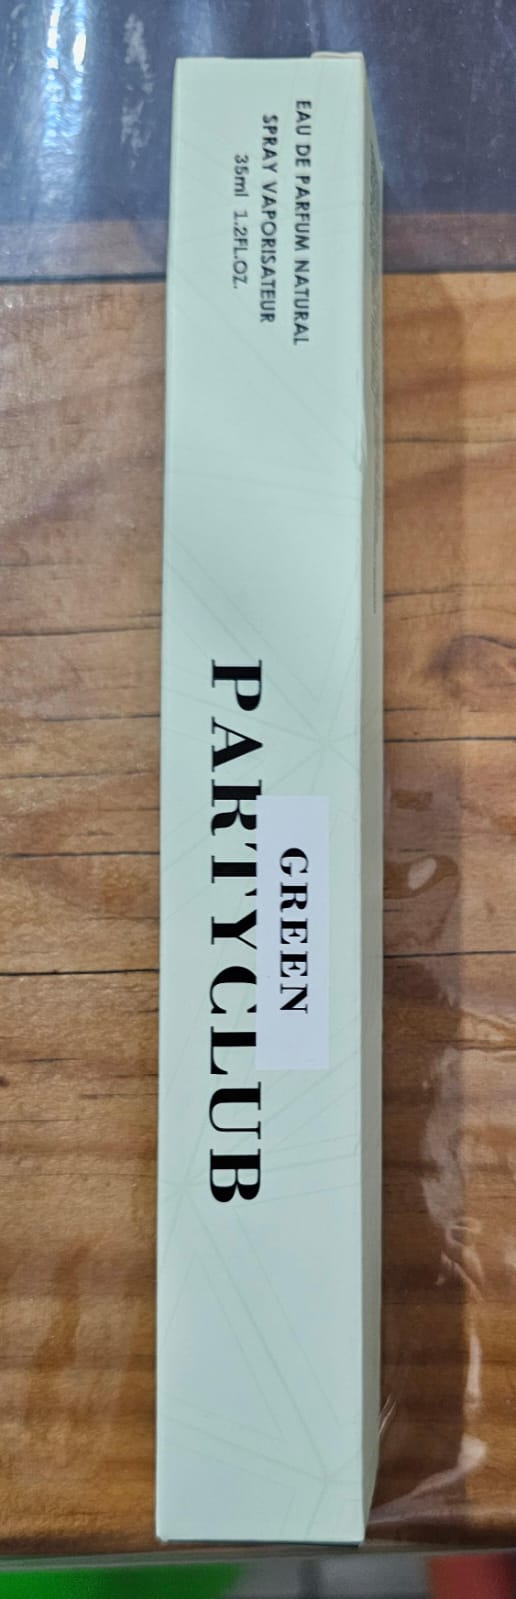 EAU DE PARFUM NATURAL
SPRAY VAPORISATEUR
35ml 1.2FL.OZ.
GREEN
PARTYCLUB